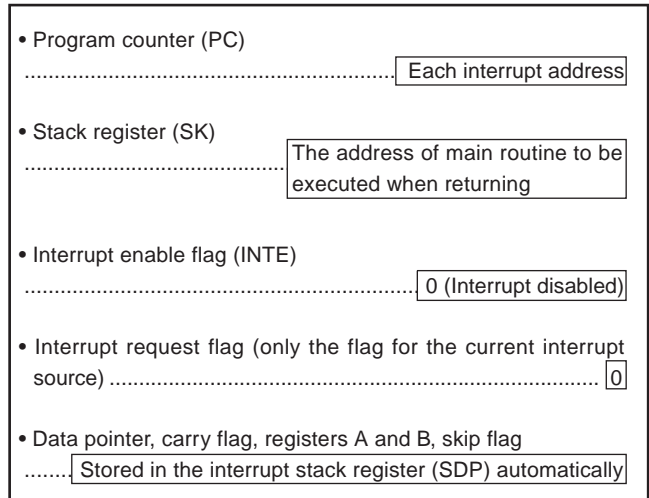 • Program counter (PC)
.............................................................. Each interrupt address
• Stack register (SK)
............................................ The address of main routine to be
executed when returning
• Interrupt enable flag (INTE)
.................................................................. 0 (Interrupt disabled)
• Interrupt request flag (only the flag for the current interrupt
source) .................................................................................. 0
• Data pointer, carry flag, registers A and B, skip flag
........ Stored in the interrupt stack register (SDP) automatically